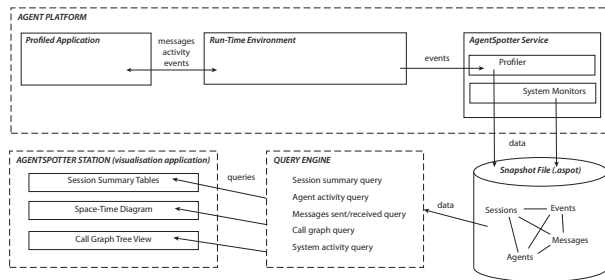 AGENT PLATFORM
Profiled Application
messages
activity
events
Run-Time Environment
events
AgentSpotter Service
Profiler
System Monitors
data
AGENTSPOTTER STATION (visualisation application)
Session Summary Tables
Space-Time Diagram
Call Graph Tree View
queries
QUERY ENGINE
Session summary query
Agent activity query
Messages sent/received query
Call graph query
System activity query
data
Snapshot File (.aspot)
Sessions
Events
Messages
Agents